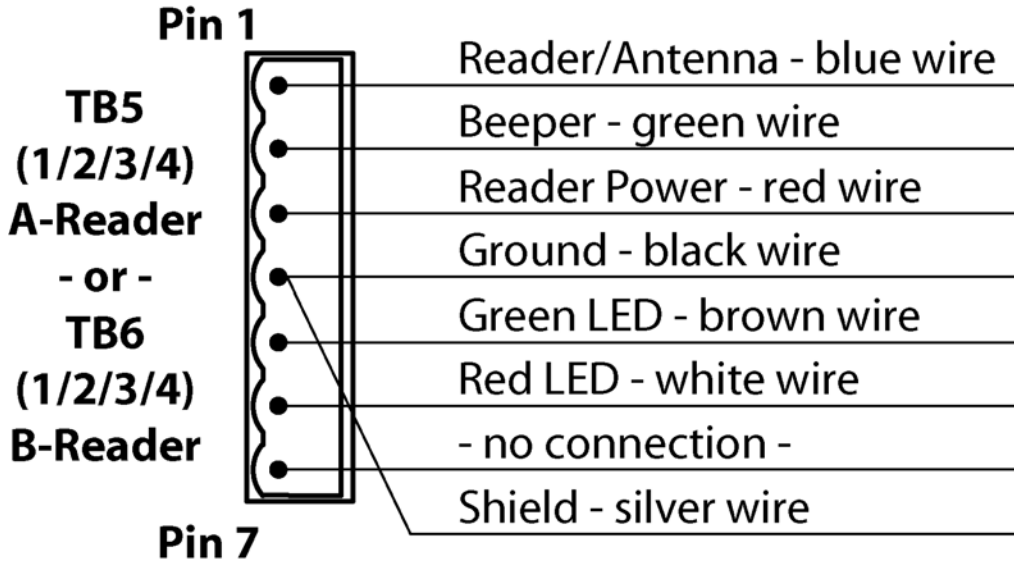 Pin 1
TB5
(1/2/3/4)
A-Reader
- or -
TB6
(1/2/3/4)
B-Reader
Pin 7
Reader/Antenna - blue wire
Beeper - green wire
Reader Power - red wire
Ground - black wire
Green LED - brown wire
Red LED - white wire
- no connection -
Shield - silver wire